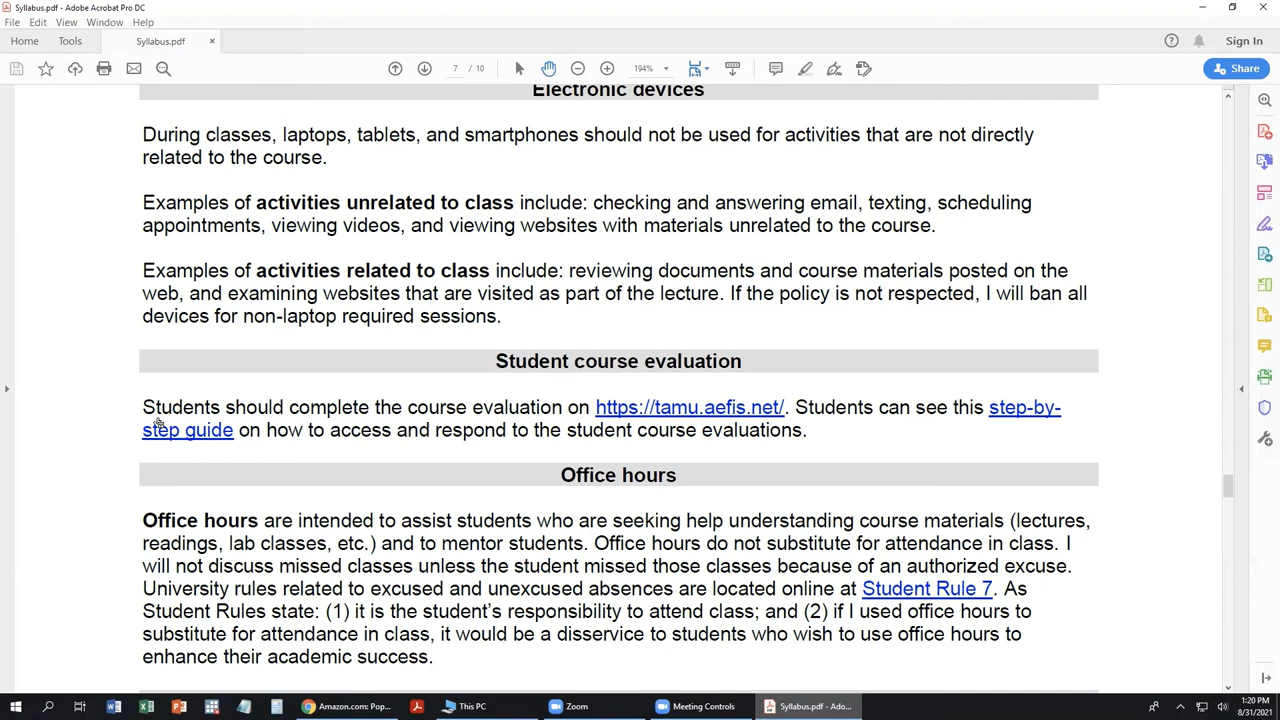 Syllabus.pdf - Adobe Acrobat Pro DC
File Edit View Window Help
Home Tools Syllabus.pdf × Sign In
7 / 10 194% Share
Electronic devices
During classes, laptops, tablets, and smartphones should not be used for activities that are not directly
related to the course.
Examples of activities unrelated to class include: checking and answering email, texting, scheduling
appointments, viewing videos, and viewing websites with materials unrelated to the course.
Examples of activities related to class include: reviewing documents and course materials posted on the
web, and examining websites that are visited as part of the lecture. If the policy is not respected, I will ban all
devices for non-laptop required sessions.
Student course evaluation
Students should complete the course evaluation on https://tamu.aefis.net/. Students can see this step-by-
step guide on how to access and respond to the student course evaluations.
Office hours
Office hours are intended to assist students who are seeking help understanding course materials (lectures,
readings, lab classes, etc.) and to mentor students. Office hours do not substitute for attendance in class. I
will not discuss missed classes unless the student missed those classes because of an authorized excuse.
University rules related to excused and unexcused absences are located online at Student Rule 7. As
Student Rules state: (1) it is the student's responsibility to attend class; and (2) if I used office hours to
substitute for attendance in class, it would be a disservice to students who wish to use office hours to
enhance their academic success.
Amazon.com: Pop... This PC Zoom Meeting Controls Syllabus.pdf - Ado... 1:20 PM
8/31/2021